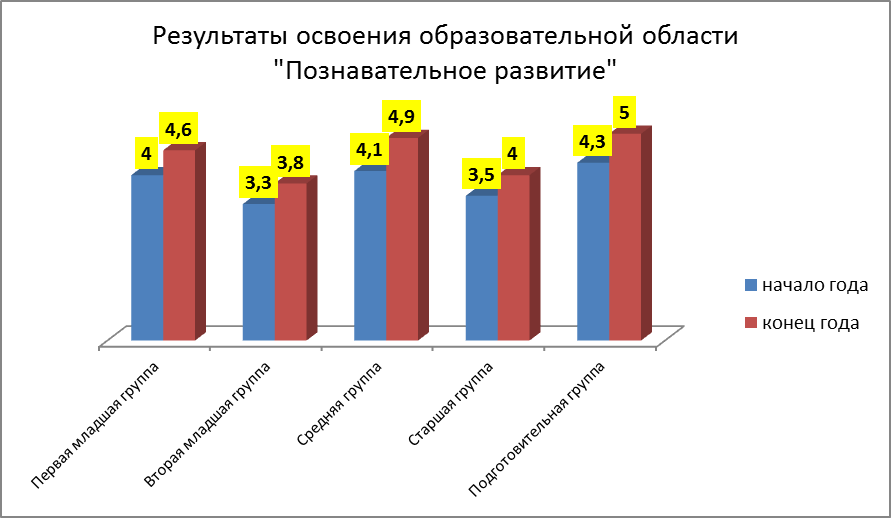 Результаты освоения образовательной области
"Познавательное развитие"
4
4,6
3,3
3,8
4,1
4,9
3,5
4
4,3
5
начало года
конец года
Первая младшая группа
Вторая младшая группа
Средняя группа
Старшая группа
Подготовительная группа